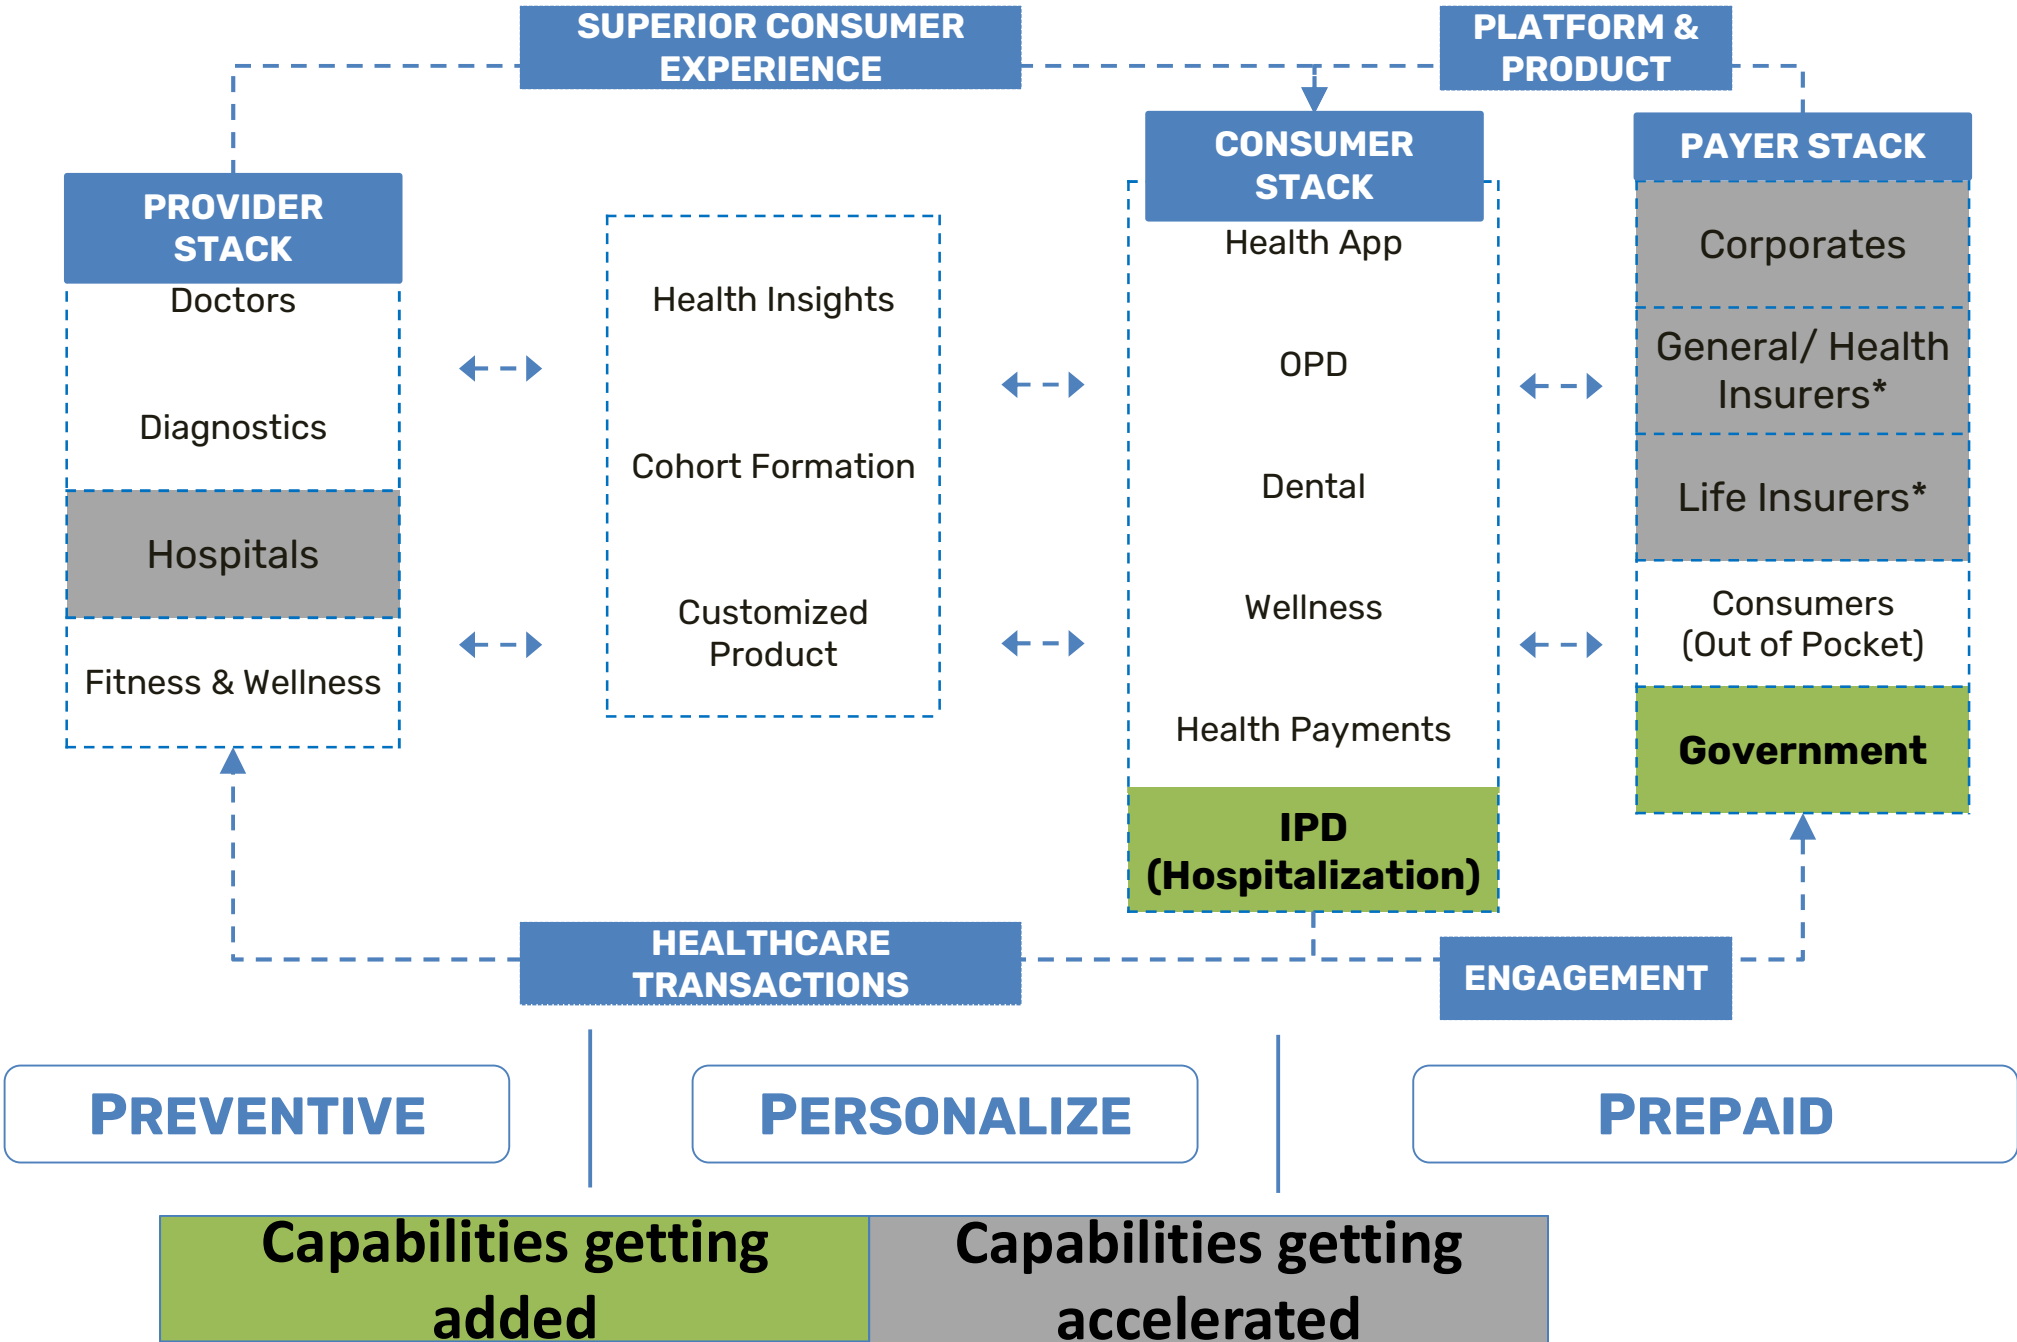 SUPERIOR CONSUMER
EXPERIENCE
PLATFORM &
PRODUCT
PROVIDER
STACK
Doctors
Diagnostics
Hospitals
Fitness & Wellness
Health Insights
Cohort Formation
Customized
Product
CONSUMER
STACK
Health App
OPD
Dental
Wellness
Health Payments
IPD
(Hospitalization)
PAYER STACK
Corporates
General/ Health
Insurers*
Life Insurers*
Consumers
(Out of Pocket)
Government
HEALTHCARE
TRANSACTIONS
ENGAGEMENT
PREVENTIVE
PERSONALIZE
PREPAID
Capabilities getting
added
Capabilities getting
accelerated